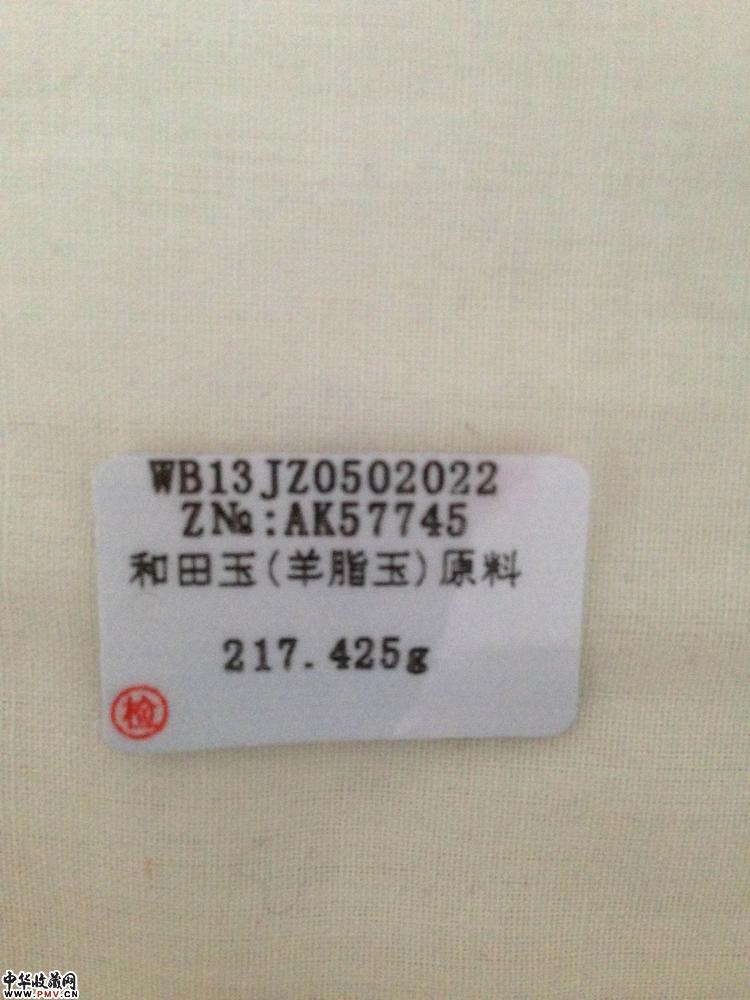 WB13JZ0502022
Z№:AK57745
和田玉(羊脂玉)原料
217.425g
检
中华收藏网
www.PMV.CN